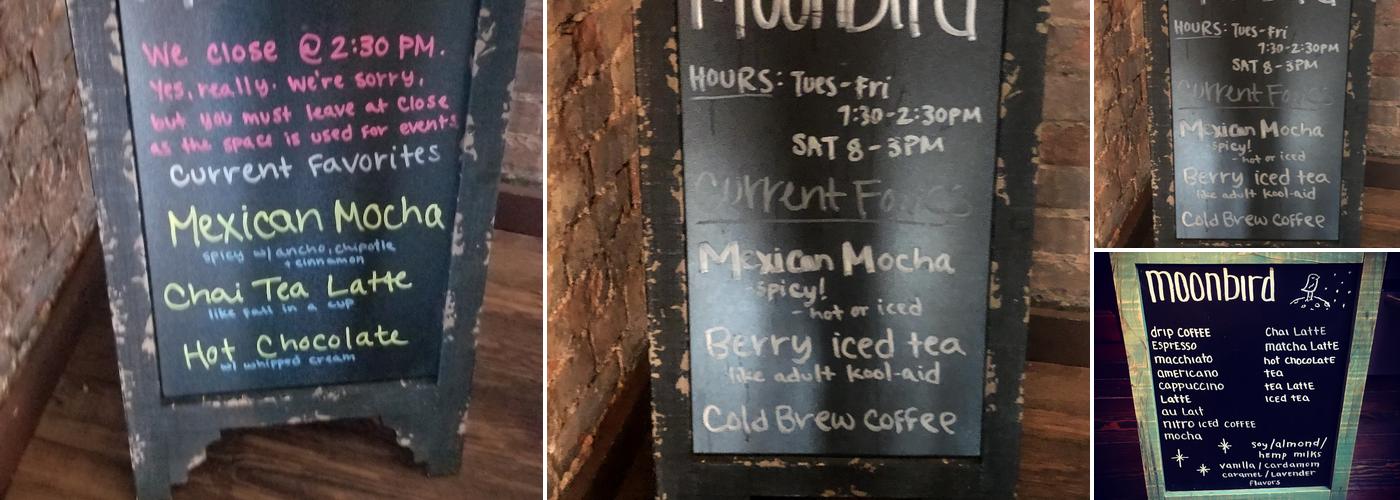 We close @ 2:30 PM.
Yes, really. We're sorry,
but you must leave at close
as the space is used for events
Current Favorites
Mexican Mocha
spicy w/ ancho, chipotle
+ cinnamon
Chai Tea Latte
like fall in a cup
Hot Chocolate
w/ whipped cream
Moonbird
HOURS: Tues-Fri
7:30-2:30PM
SAT 8-3PM
Current Faves
Mexican Mocha
spicy!
- hot or iced
Berry iced tea
like adult kool-aid
Cold Brew Coffee
HOURS: Tues-Fri
7:30-2:30PM
SAT 8-3PM
Current Faves
Mexican Mocha
spicy!
- hot or iced
Berry iced tea
like adult kool-aid
Cold Brew Coffee
moonbird
drip COFFEE
Espresso
macchiato
americano
cappuccino
Latte
au Lait
nitro iced COFFEE
mocha
Chai Latte
matcha Latte
hot chocolate
tea
tea Latte
iced tea
soy/almond/
hemp milks
vanilla/cardamom
caramel/Lavender
flavors